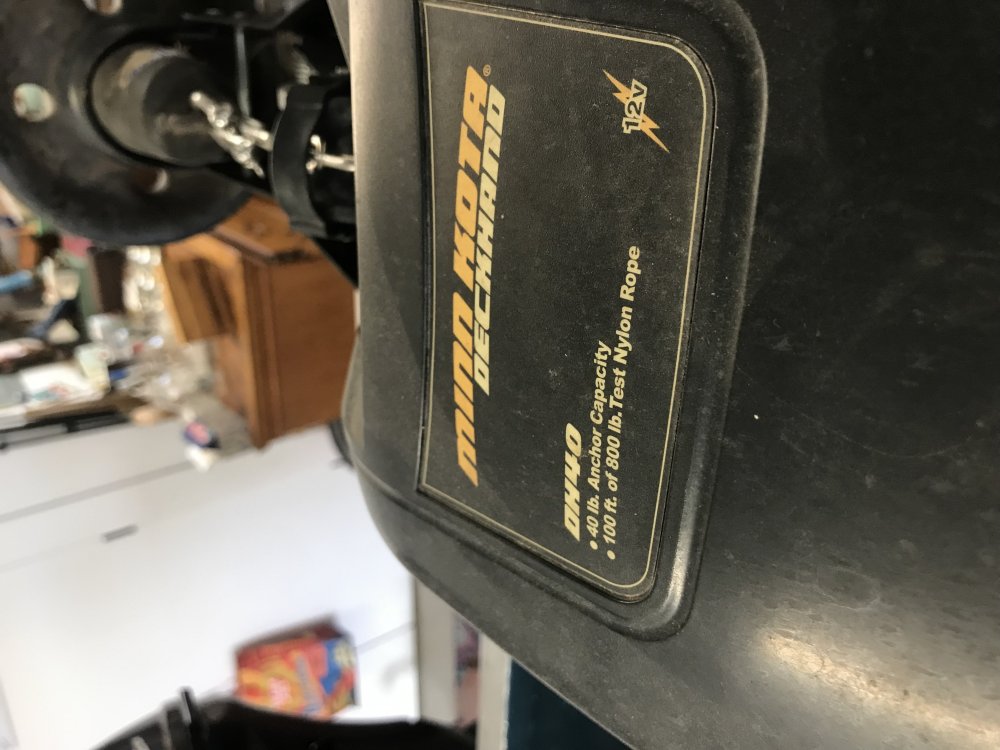 MINN KOTA®
DECKHAND
12V
DH40
• 40 lb. Anchor Capacity
• 100 ft. of 800 lb.Test Nylon Rope